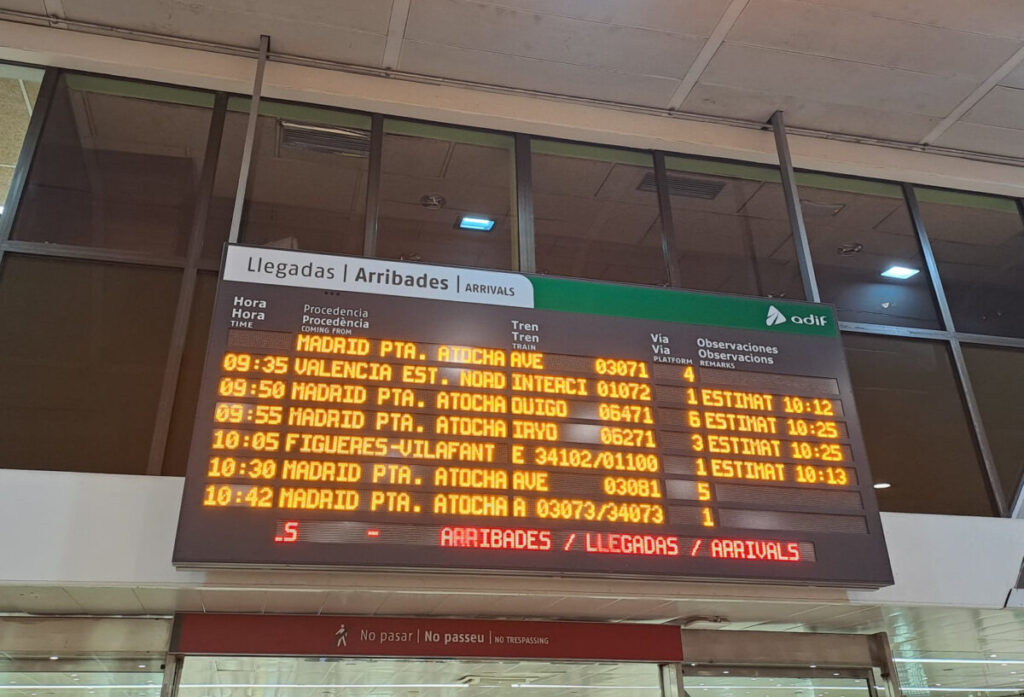 Llegadas | Arribades | ARRIVALS
adif
Hora Procedencia Tren Vía Observaciones
Hora Procedència Tren Via Observacions
TIME COMING FROM TRAIN PLATFORM REMARKS
MADRID PTA. ATOCHA AVE 03071 4
09:35 VALENCIA EST. NORD INTERCI 01072 1 ESTIMAT 10:12
09:50 MADRID PTA. ATOCHA OUIGO 06471 6 ESTIMAT 10:25
09:55 MADRID PTA. ATOCHA IRYO 06271 3 ESTIMAT 10:25
10:05 FIGUERES-VILAFANT E 34102/01100 1 ESTIMAT 10:13
10:30 MADRID PTA. ATOCHA AVE 03081 5
10:42 MADRID PTA. ATOCHA A 03073/34073 1
.S - ARRIBADES / LLEGADAS / ARRIVALS
No pasar | No passeu | NO TRESPASSING